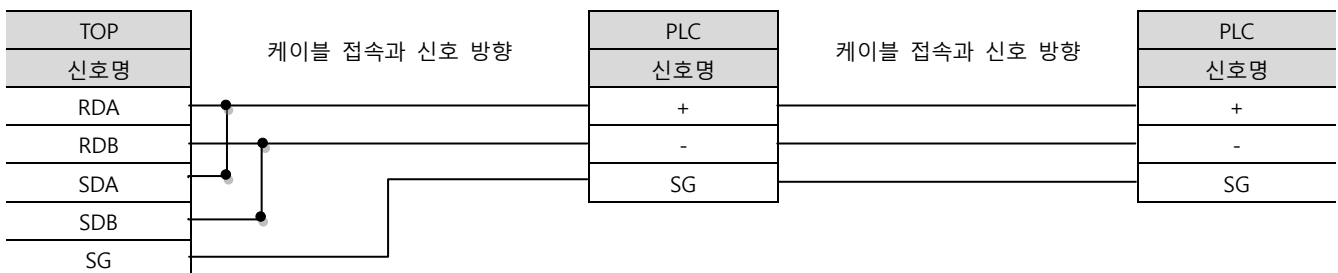 TOP
신호명
RDA
RDB
SDA
SDB
SG
케이블 접속과 신호 방향
PLC
신호명
+
-
SG
케이블 접속과 신호 방향
PLC
신호명
+
-
SG